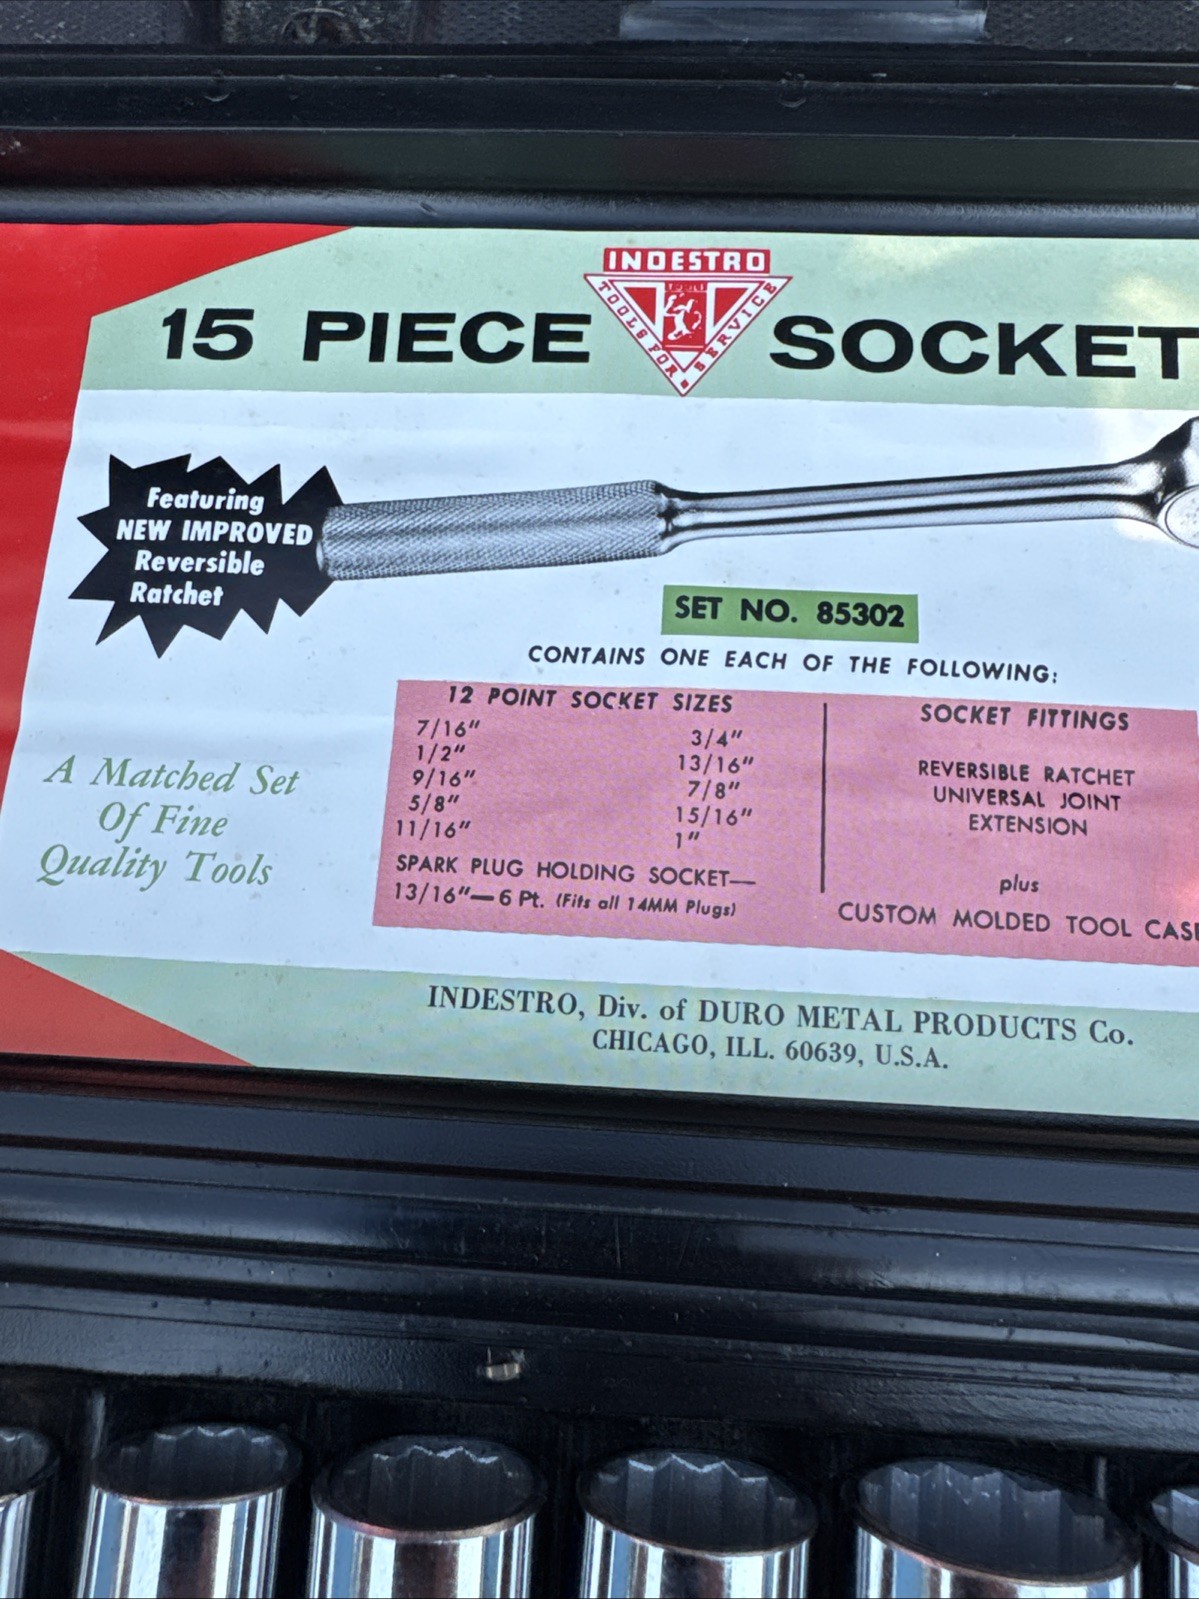 INDESTRO
TOOLS FOR SERVICE
15 PIECE SOCKET
Featuring
NEW IMPROVED
Reversible
Ratchet
SET NO. 85302
CONTAINS ONE EACH OF THE FOLLOWING:
12 POINT SOCKET SIZES
7/16"
1/2"
9/16"
5/8"
11/16"
3/4"
13/16"
7/8"
15/16"
1"
SPARK PLUG HOLDING SOCKET—
13/16"—6 Pt. (Fits all 14MM Plugs)
SOCKET FITTINGS
REVERSIBLE RATCHET
UNIVERSAL JOINT
EXTENSION
plus
CUSTOM MOLDED TOOL CASE
A Matched Set
Of Fine
Quality Tools
INDESTRO, Div. of DURO METAL PRODUCTS Co.
CHICAGO, ILL. 60639, U.S.A.